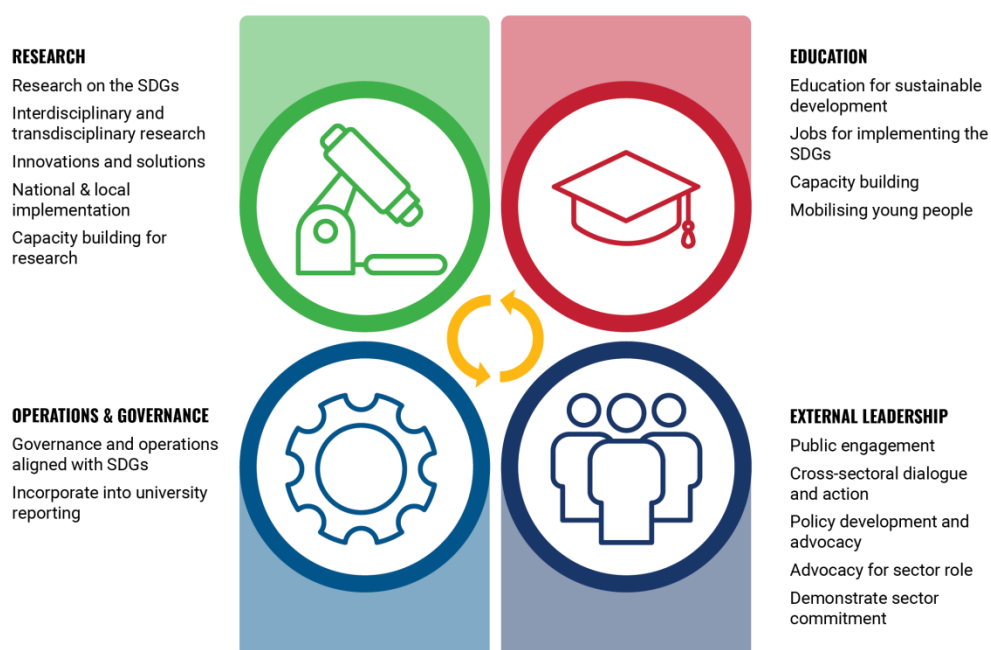 RESEARCH
Research on the SDGs
Interdisciplinary and
transdisciplinary research
Innovations and solutions
National & local
implementation
Capacity building for
research
EDUCATION
Education for sustainable
development
Jobs for implementing the
SDGs
Capacity building
Mobilising young people
OPERATIONS & GOVERNANCE
Governance and operations
aligned with SDGs
Incorporate into university
reporting
EXTERNAL LEADERSHIP
Public engagement
Cross-sectoral dialogue
and action
Policy development and
advocacy
Advocacy for sector role
Demonstrate sector
commitment